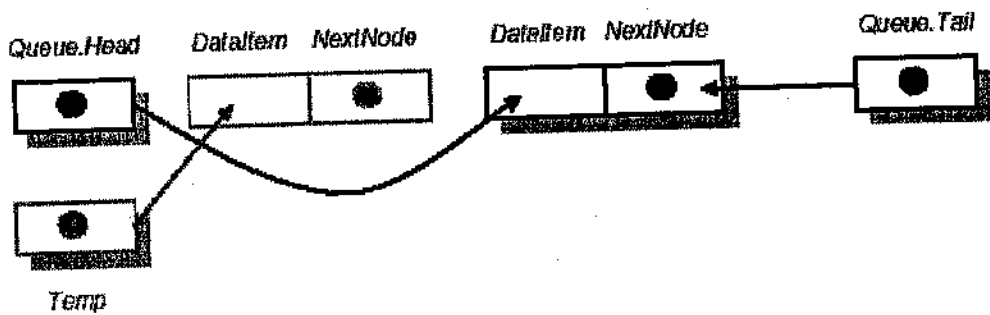 Queue.Head DataItem NextNode DataItem NextNode Queue.Tail
Temp